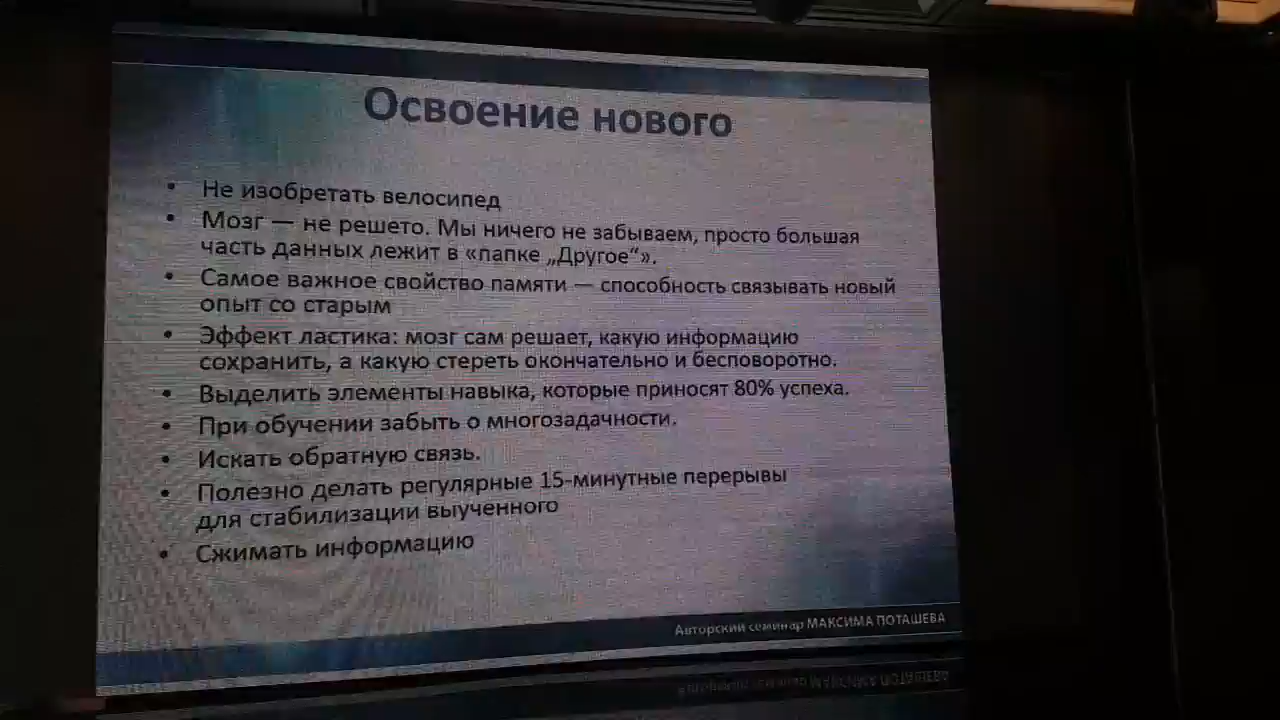 Освоение нового
• Не изобретать велосипед
• Мозг — не решето. Мы ничего не забываем, просто большая
часть данных лежит в «папке „Другое“».
• Самое важное свойство памяти — способность связывать новый
опыт со старым
• Эффект ластика: мозг сам решает, какую информацию
сохранить, а какую стереть окончательно и бесповоротно.
• Выделить элементы навыка, которые приносят 80% успеха.
• При обучении забыть о многозадачности.
• Искать обратную связь.
• Полезно делать регулярные 15-минутные перерывы
для стабилизации выученного
• Сжимать информацию
Авторский семинар МАКСИМА ПОТАШЕВА